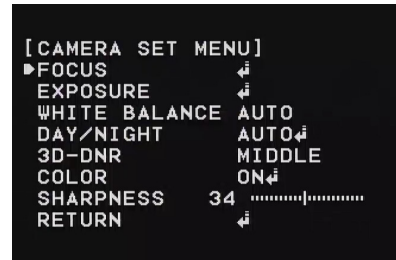 [CAMERA SET MENU]
FOCUS
EXPOSURE
WHITE BALANCE AUTO
DAY/NIGHT AUTO
3D-DNR MIDDLE
COLOR ON
SHARPNESS 34
RETURN